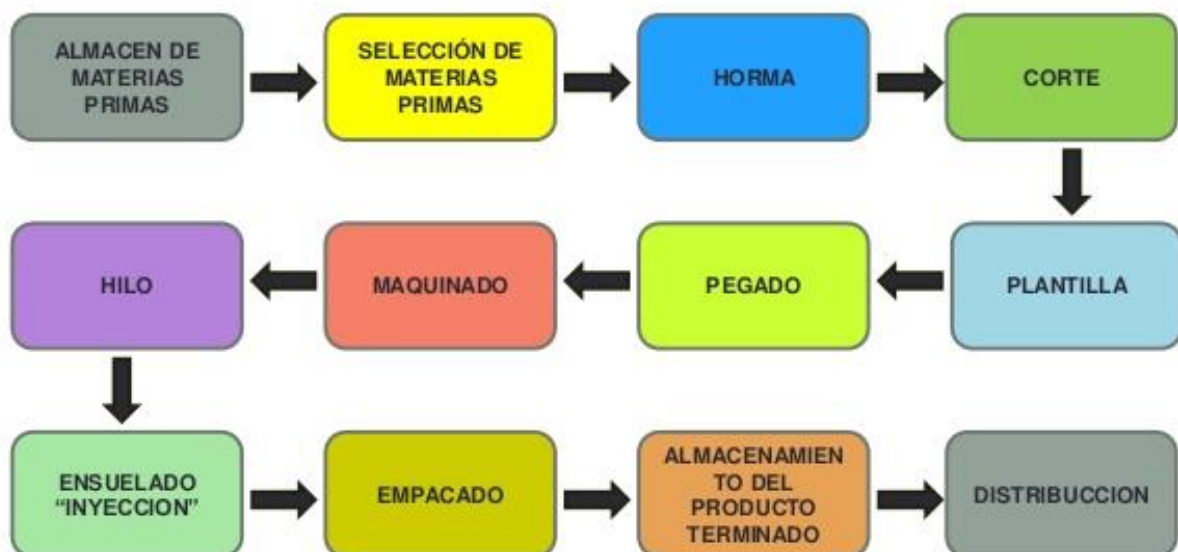 ALMACEN DE
MATERIAS
PRIMAS
SELECCIÓN DE
MATERIAS
PRIMAS
HORMA
CORTE
PLANTILLA
PEGADO
MAQUINADO
HILO
ENSUELADO
“INYECCION”
EMPACADO
ALMACENAMIEN
TO DEL
PRODUCTO
TERMINADO
DISTRIBUCCION